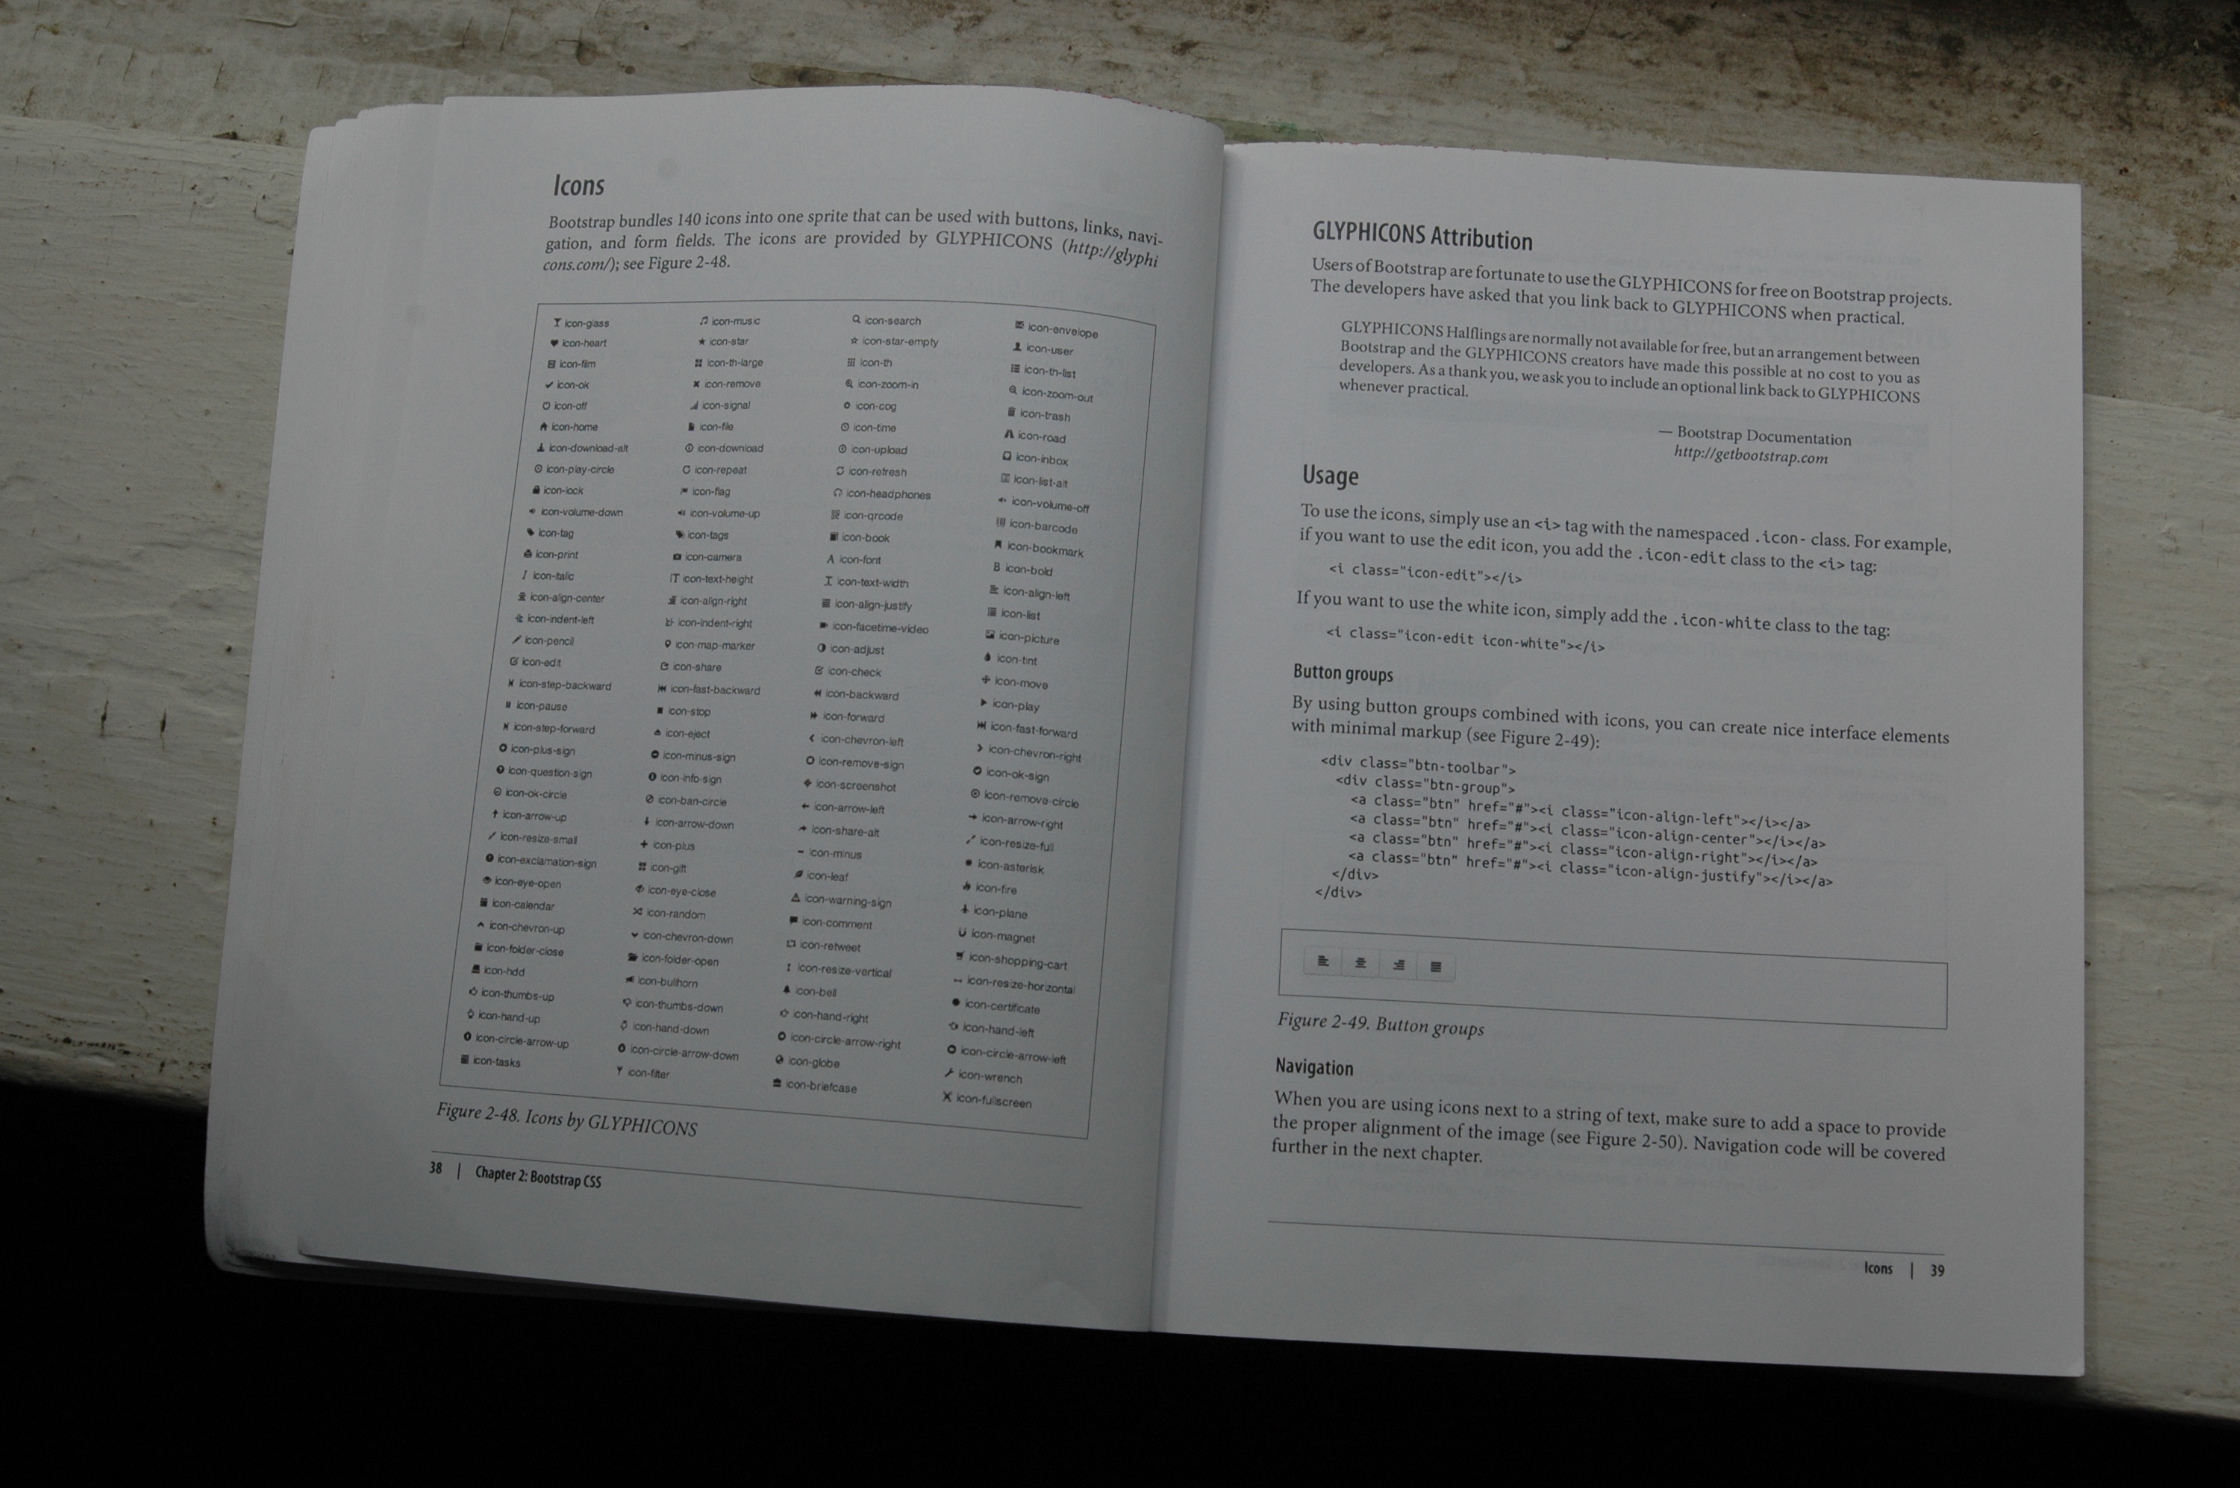 Icons
Bootstrap bundles 140 icons into one sprite that can be used with buttons, links, navi-
gation, and form fields. The icons are provided by GLYPHICONS (http://glyphi
cons.com/); see Figure 2-48.
icon-glass icon-music icon-search icon-envelope
icon-heart icon-star icon-star-empty icon-user
icon-film icon-th-large icon-th icon-th-list
icon-ok icon-remove icon-zoom-in icon-zoom-out
icon-off icon-signal icon-cog icon-trash
icon-home icon-file icon-time icon-road
icon-download-alt icon-download icon-upload icon-inbox
icon-play-circle icon-repeat icon-refresh icon-list-alt
icon-lock icon-flag icon-headphones icon-volume-off
icon-volume-down icon-volume-up icon-qrcode icon-barcode
icon-tag icon-tags icon-book icon-bookmark
icon-print icon-camera icon-font icon-bold
icon-italic icon-text-height icon-text-width icon-align-left
icon-align-center icon-align-right icon-align-justify icon-list
icon-indent-left icon-indent-right icon-facetime-video icon-picture
icon-pencil icon-map-marker icon-adjust icon-tint
icon-edit icon-share icon-check icon-move
icon-step-backward icon-fast-backward icon-backward icon-play
icon-pause icon-stop icon-forward icon-fast-forward
icon-step-forward icon-eject icon-chevron-left icon-chevron-right
icon-plus-sign icon-minus-sign icon-remove-sign icon-ok-sign
icon-question-sign icon-info-sign icon-screenshot icon-remove-circle
icon-ok-circle icon-ban-circle icon-arrow-left icon-arrow-right
icon-arrow-up icon-arrow-down icon-share-alt icon-resize-full
icon-resize-small icon-plus icon-minus icon-asterisk
icon-exclamation-sign icon-gift icon-leaf icon-fire
icon-eye-open icon-eye-close icon-warning-sign icon-plane
icon-calendar icon-random icon-comment icon-magnet
icon-chevron-up icon-chevron-down icon-retweet icon-shopping-cart
icon-folder-close icon-folder-open icon-resize-vertical icon-resize-horizontal
icon-hdd icon-bullhorn icon-bell icon-certificate
icon-thumbs-up icon-thumbs-down icon-hand-right icon-hand-left
icon-hand-up icon-hand-down icon-circle-arrow-right icon-circle-arrow-left
icon-circle-arrow-up icon-circle-arrow-down icon-globe icon-wrench
icon-tasks icon-filter icon-briefcase icon-fullscreen
Figure 2-48. Icons by GLYPHICONS
38 | Chapter 2: Bootstrap CSS
GLYPHICONS Attribution
Users of Bootstrap are fortunate to use the GLYPHICONS for free on Bootstrap projects.
The developers have asked that you link back to GLYPHICONS when practical.
GLYPHICONS Halflings are normally not available for free, but an arrangement between
Bootstrap and the GLYPHICONS creators have made this possible at no cost to you as
developers. As a thank you, we ask you to include an optional link back to GLYPHICONS
whenever practical.
— Bootstrap Documentation
http://getbootstrap.com
Usage
To use the icons, simply use an <i> tag with the namespaced .icon- class. For example,
if you want to use the edit icon, you add the .icon-edit class to the <i> tag:
<i class="icon-edit"></i>
If you want to use the white icon, simply add the .icon-white class to the tag:
<i class="icon-edit icon-white"></i>
Button groups
By using button groups combined with icons, you can create nice interface elements
with minimal markup (see Figure 2-49):
<div class="btn-toolbar">
<div class="btn-group">
<a class="btn" href="#"><i class="icon-align-left"></i></a>
<a class="btn" href="#"><i class="icon-align-center"></i></a>
<a class="btn" href="#"><i class="icon-align-right"></i></a>
<a class="btn" href="#"><i class="icon-align-justify"></i></a>
</div>
</div>
Figure 2-49. Button groups
Navigation
When you are using icons next to a string of text, make sure to add a space to provide
the proper alignment of the image (see Figure 2-50). Navigation code will be covered
further in the next chapter.
Icons | 39